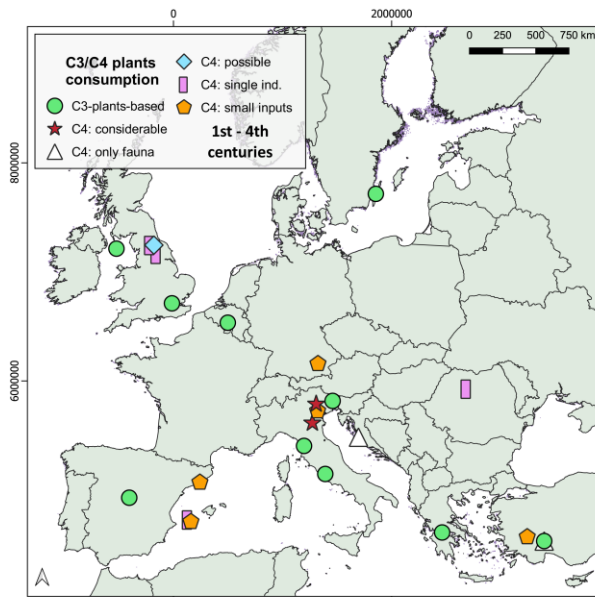 0
2000000
0
250
500
750 km
C3/C4 plants
consumption
C3-plants-based
C4: considerable
C4: only fauna
C4: possible
C4: single ind.
C4: small inputs
1st - 4th
centuries
8000000
6000000